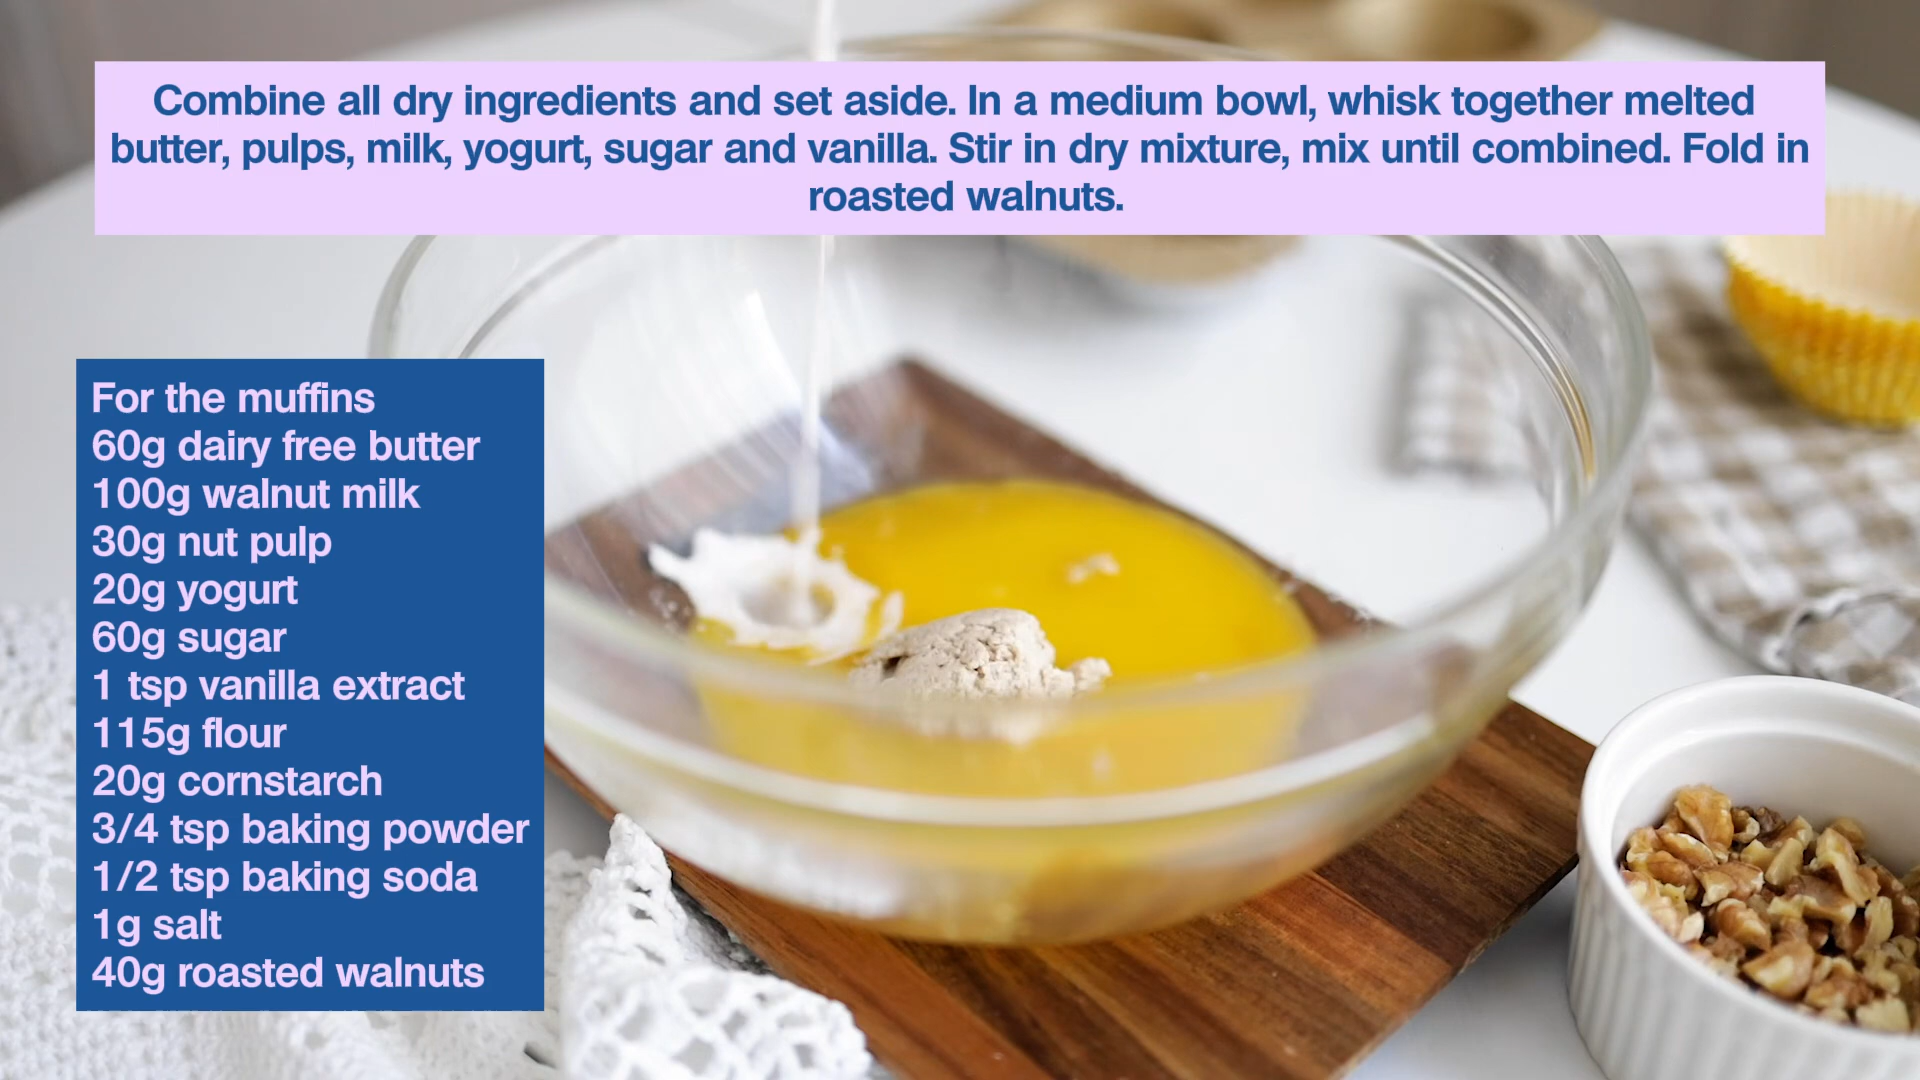 Combine all dry ingredients and set aside. In a medium bowl, whisk together melted
butter, pulps, milk, yogurt, sugar and vanilla. Stir in dry mixture, mix until combined. Fold in
roasted walnuts.
For the muffins
60g dairy free butter
100g walnut milk
30g nut pulp
20g yogurt
60g sugar
1 tsp vanilla extract
115g flour
20g cornstarch
3/4 tsp baking powder
1/2 tsp baking soda
1g salt
40g roasted walnuts